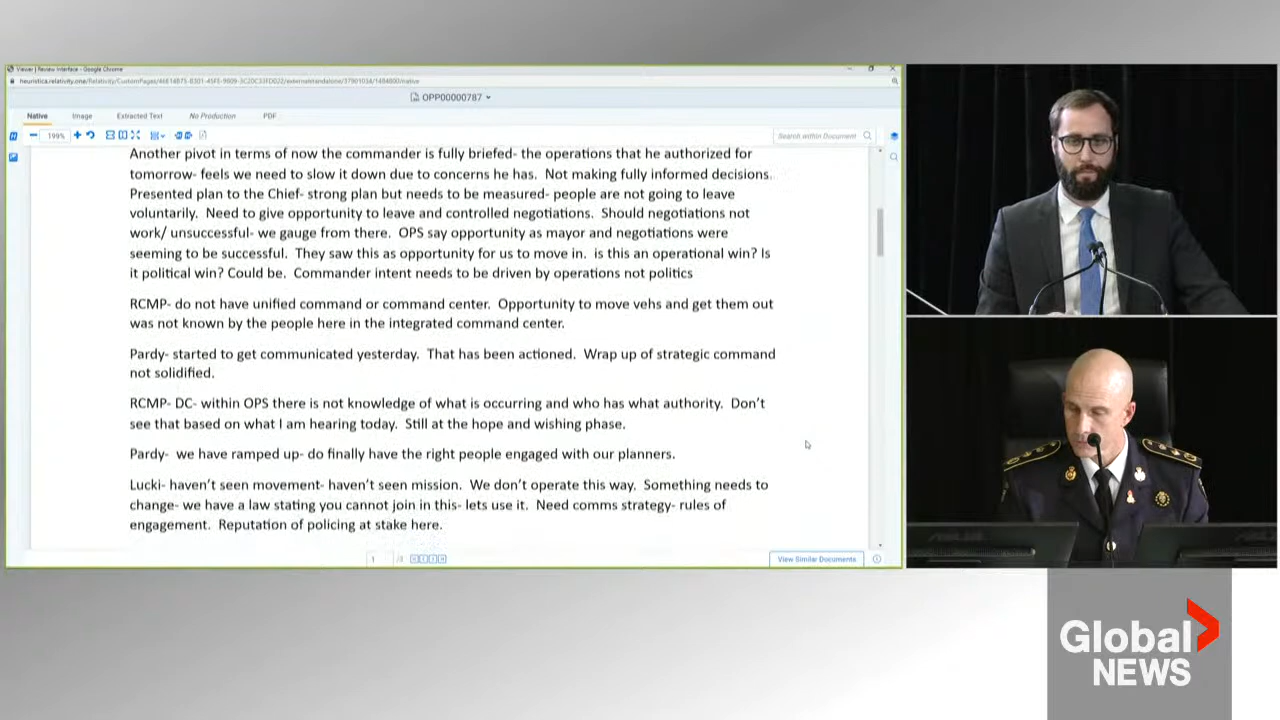 Viewer | Review Interface - Google Chrome
OPP00000787
Native Image Extracted Text No Production PDF
199% Search within Document
Another pivot in terms of now the commander is fully briefed- the operations that he authorized for
tomorrow- feels we need to slow it down due to concerns he has. Not making fully informed decisions.
Presented plan to the Chief- strong plan but needs to be measured- people are not going to leave
voluntarily. Need to give opportunity to leave and controlled negotiations. Should negotiations not
work/ unsuccessful- we gauge from there. OPS say opportunity as mayor and negotiations were
seeming to be successful. They saw this as opportunity for us to move in. is this an operational win? Is
it political win? Could be. Commander intent needs to be driven by operations not politics
RCMP- do not have unified command or command center. Opportunity to move vehs and get them out
was not known by the people here in the integrated command center.
Pardy- started to get communicated yesterday. That has been actioned. Wrap up of strategic command
not solidified.
RCMP- DC- within OPS there is not knowledge of what is occurring and who has what authority. Don't
see that based on what I am hearing today. Still at the hope and wishing phase.
Pardy- we have ramped up- do finally have the right people engaged with our planners.
Lucki- haven't seen movement- haven't seen mission. We don't operate this way. Something needs to
change- we have a law stating you cannot join in this- lets use it. Need comms strategy- rules of
engagement. Reputation of policing at stake here.
1
View Similar Documents
Global
NEWS